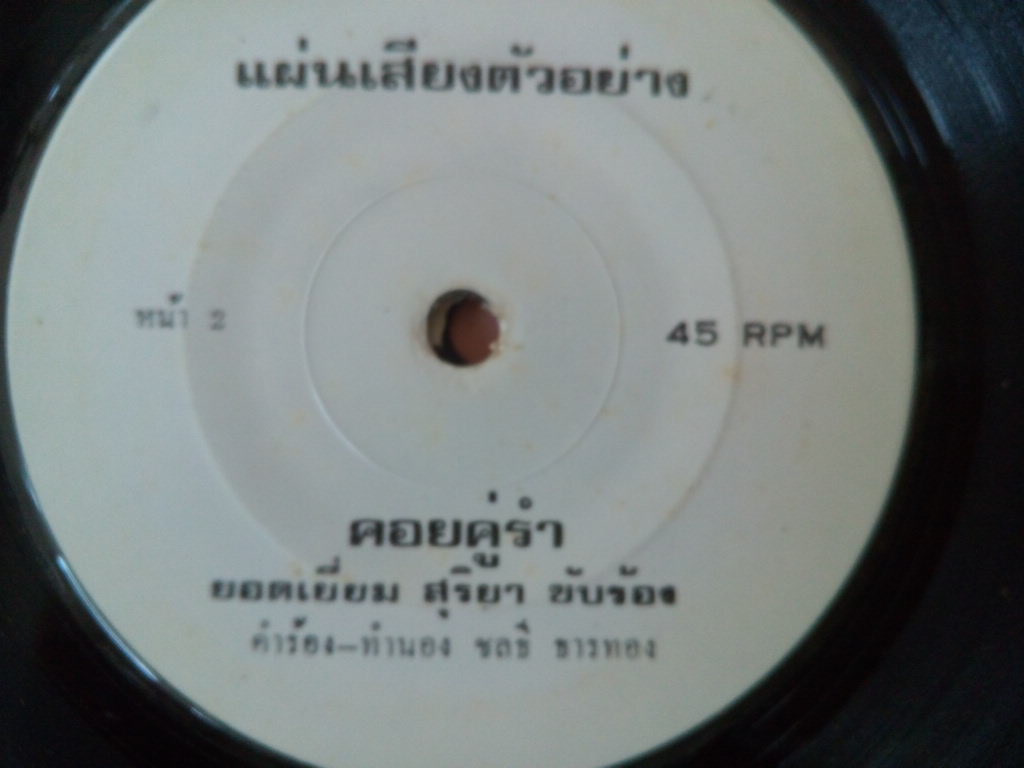 แผ่นเสียงตัวอย่าง
หน้า 2
45 RPM
คอยคู่รำ
ยอดเยี่ยม สุริยา ขับร้อง
คำร้อง-ทำนอง ชลธี ธารทอง